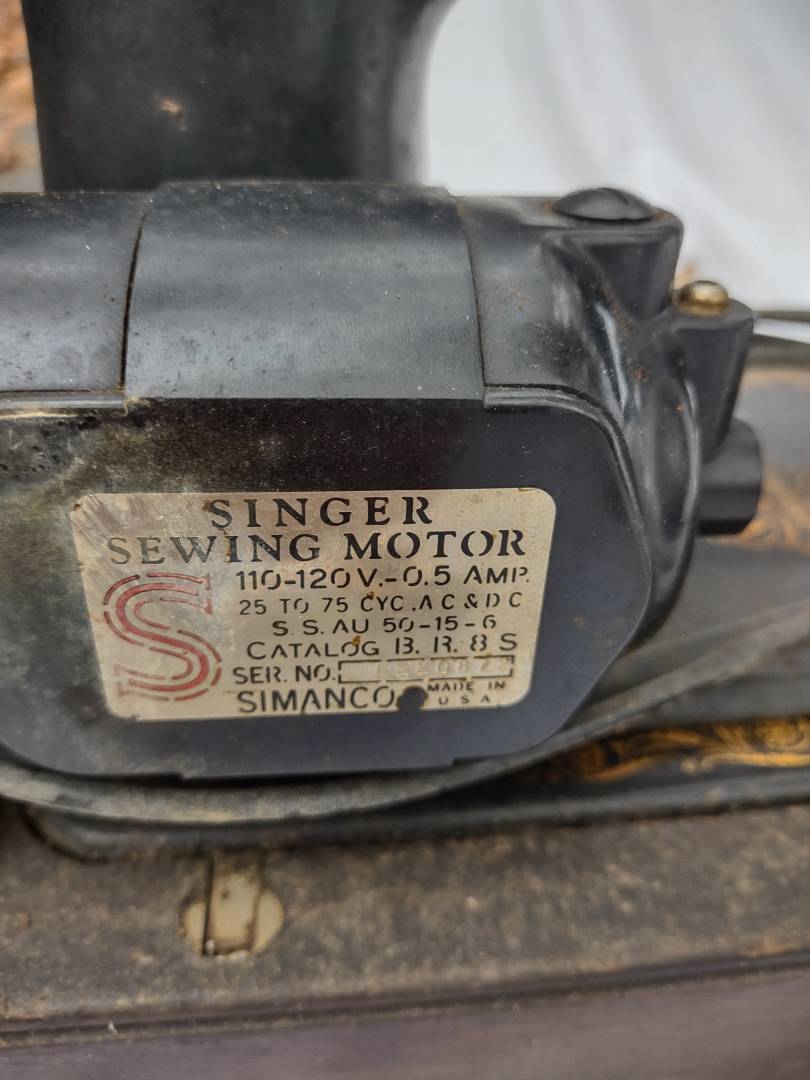 SINGER
SEWING MOTOR
S
110-120 V.-0.5 AMP.
25 TO 75 CYC. A C & D C
S. S. AU 50-15-6
CATALOG B. R. 8 S
SER. NO.
SIMANCO MADE IN
U S A